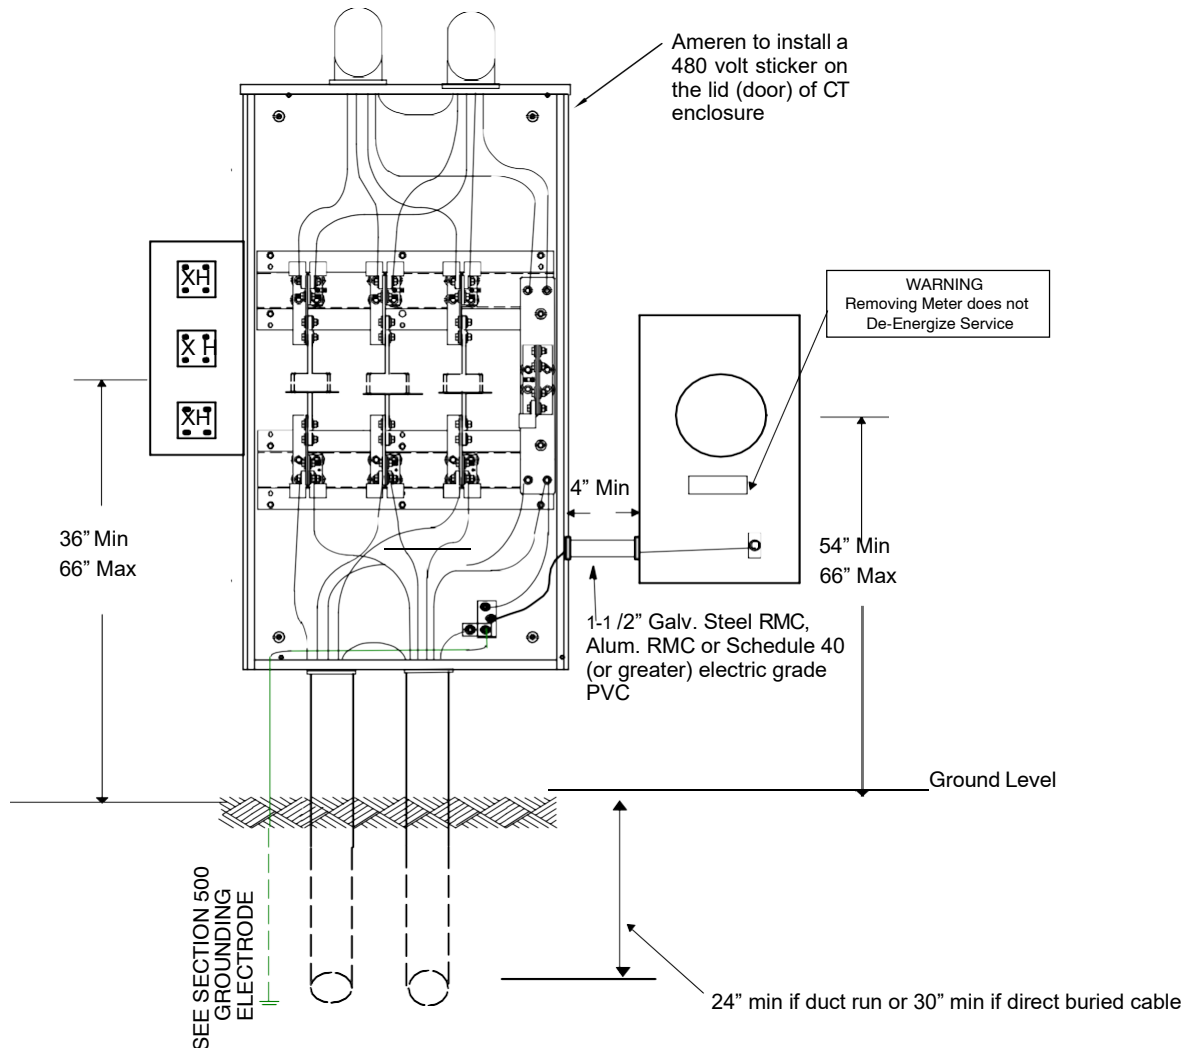 Ameren to install a
480 volt sticker on
the lid (door) of CT
enclosure
XH
X H
XH
WARNING
Removing Meter does not
De-Energize Service
4” Min
36” Min
66” Max
54” Min
66” Max
1-1 /2” Galv. Steel RMC,
Alum. RMC or Schedule 40
(or greater) electric grade
PVC
Ground Level
SEE SECTION 500
GROUNDING
ELECTRODE
24” min if duct run or 30” min if direct buried cable